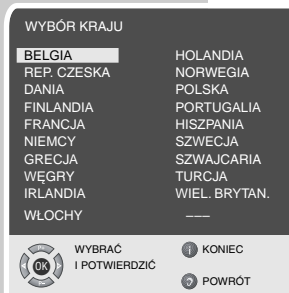 WYBÓR KRAJU
BELGIA HOLANDIA
REP. CZESKA NORWEGIA
DANIA POLSKA
FINLANDIA PORTUGALIA
FRANCJA HISZPANIA
NIEMCY SZWECJA
GRECJA SZWAJCARIA
WĘGRY TURCJA
IRLANDIA WIEL. BRYTAN.
WŁOCHY –––
OK
WYBRAĆ
I POTWIERDZIĆ
i KONIEC
POWRÓT